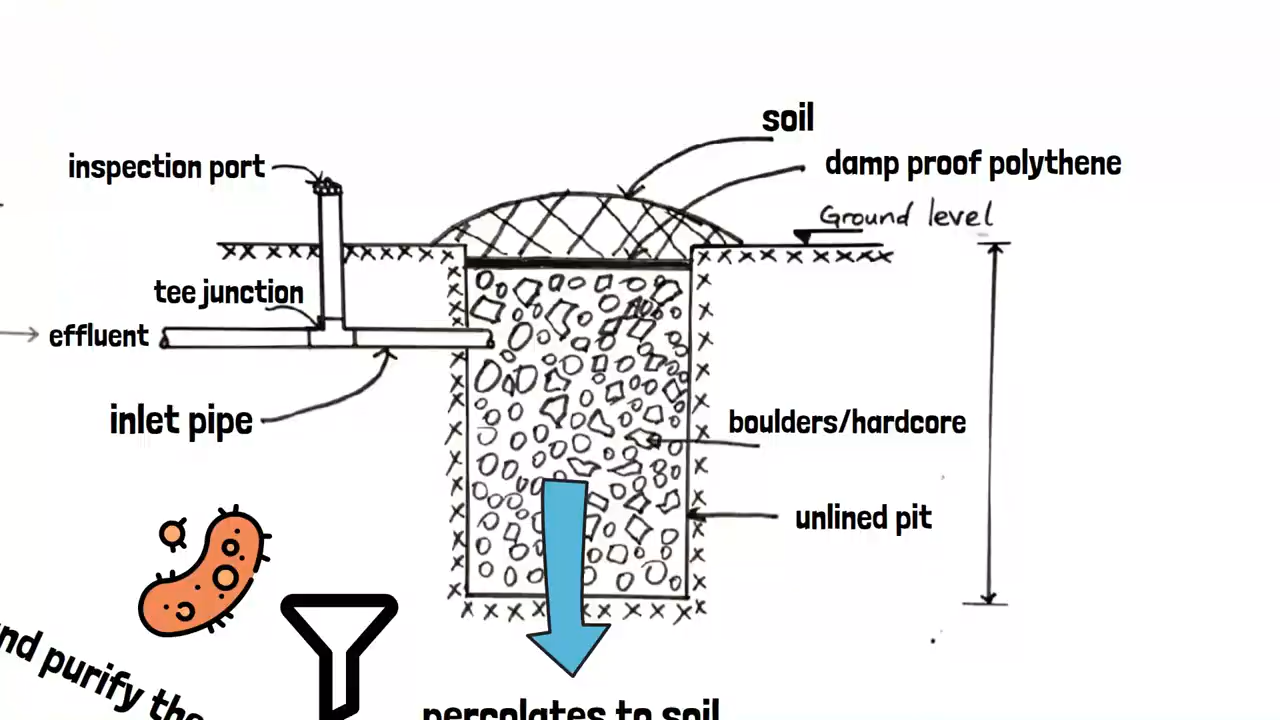 soil
damp proof polythene
inspection port
Ground level
tee junction
effluent
inlet pipe
boulders/hardcore
unlined pit
nd purify the
percolates to soil